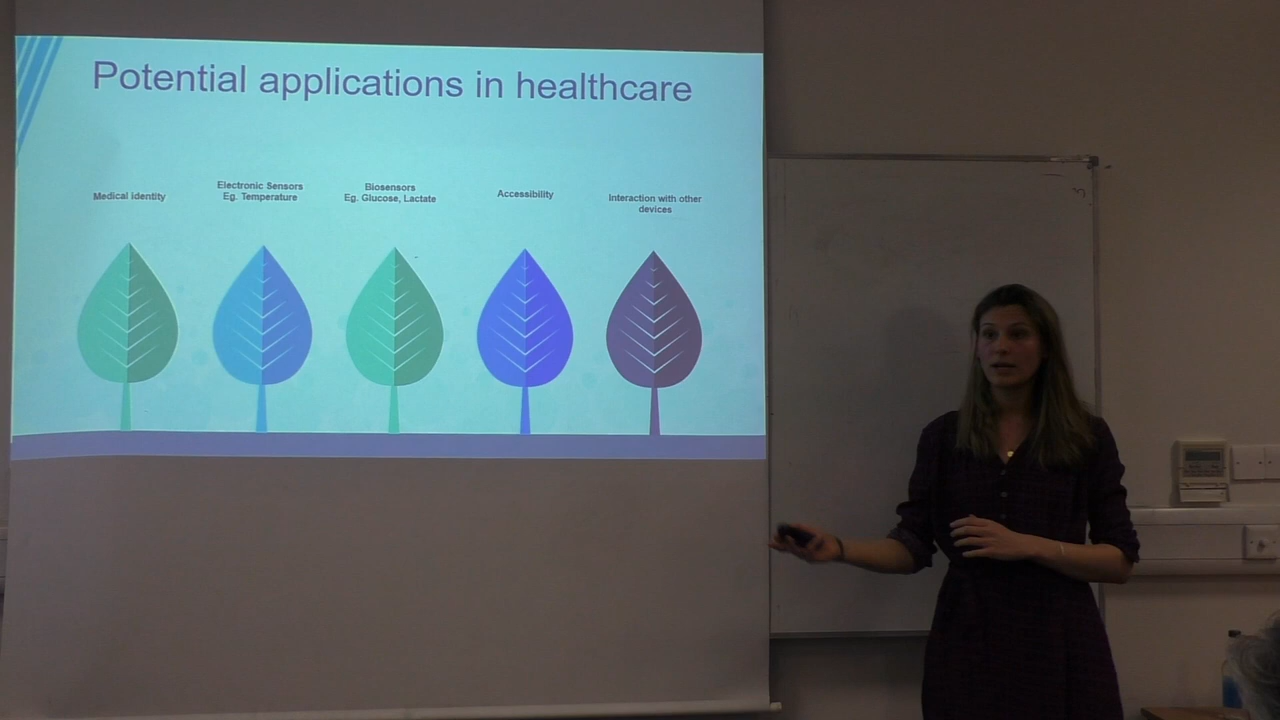 Potential applications in healthcare
Medical identity
Electronic Sensors
Eg. Temperature
Biosensors
Eg. Glucose, Lactate
Accessibility
Interaction with other
devices